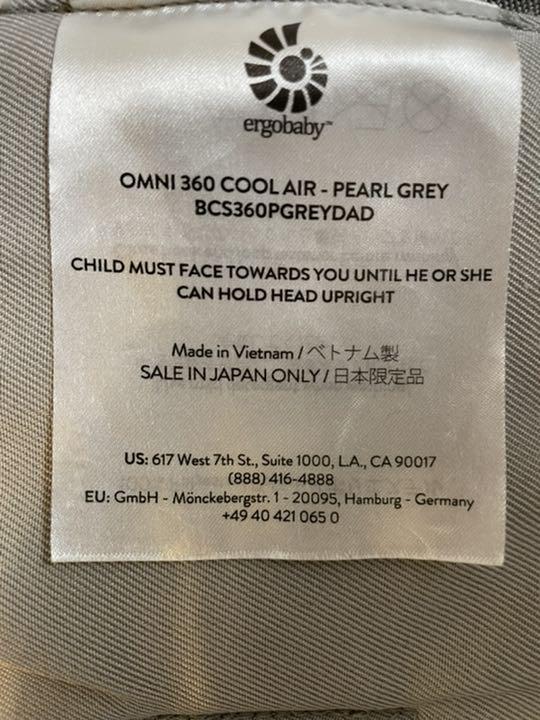 ergobaby™
OMNI 360 COOL AIR - PEARL GREY
BCS360PGREYDAD
CHILD MUST FACE TOWARDS YOU UNTIL HE OR SHE
CAN HOLD HEAD UPRIGHT
Made in Vietnam / ベトナム製
SALE IN JAPAN ONLY / 日本限定品
US: 617 West 7th St., Suite 1000, L.A., CA 90017
(888) 416-4888
EU: GmbH - Mönckebergstr. 1 - 20095, Hamburg - Germany
+49 40 421 065 0